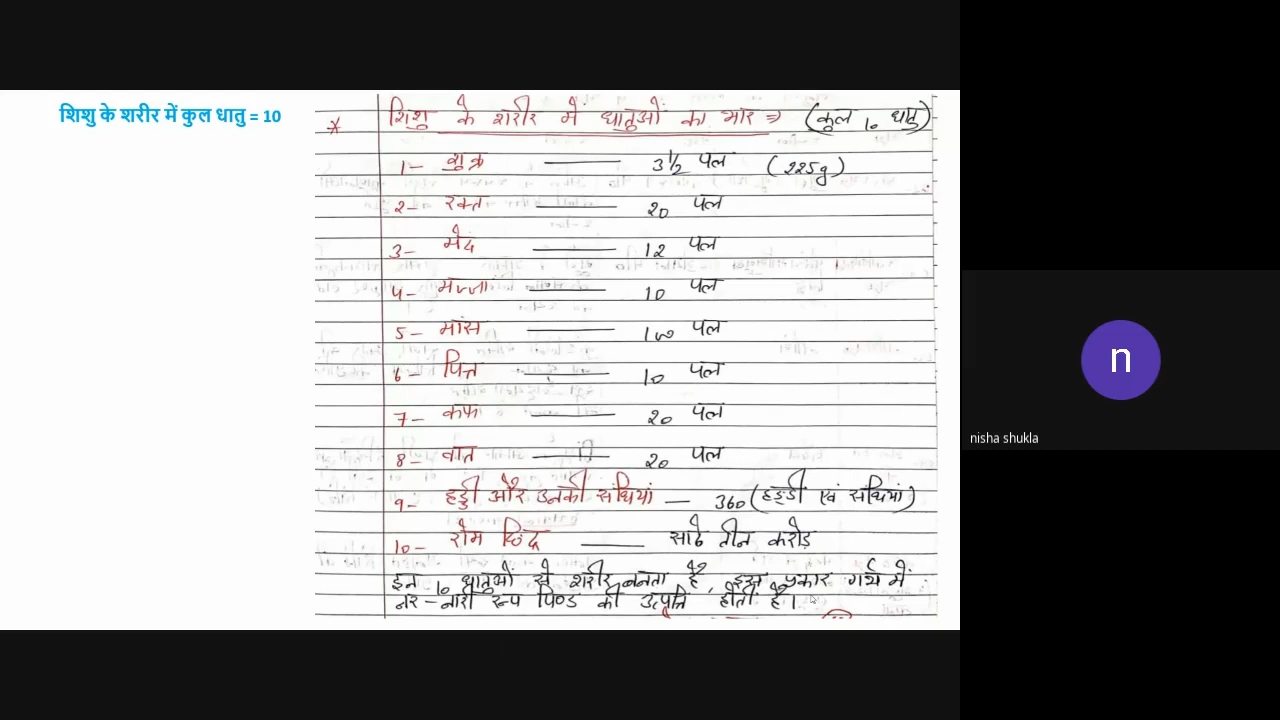 शिशु के शरीर में कुल धातु = 10
* शिशु के शरीर में धातुओं का भार ⇒ (कुल 10 धातु)
1- शुक्र —— 3 1/2 पल (225g)
2- रक्त —— 20 पल
3- मेद —— 12 पल
4- मज्जा —— 10 पल
5- मांस —— 100 पल
6- पित्त —— 10 पल
7- कफ —— 20 पल
8- वात —— 20 पल
9- हड्डी और उनकी संधियां — 360 (हड्डी एवं संधियां)
10- रोम छिद्र —— साढे तीन करोड़
इन 10 धातुओं से शरीर बनता है, इस प्रकार गर्भ में
नर-नारी रूप पिण्ड की उत्पत्ति होती है।
n
nisha shukla